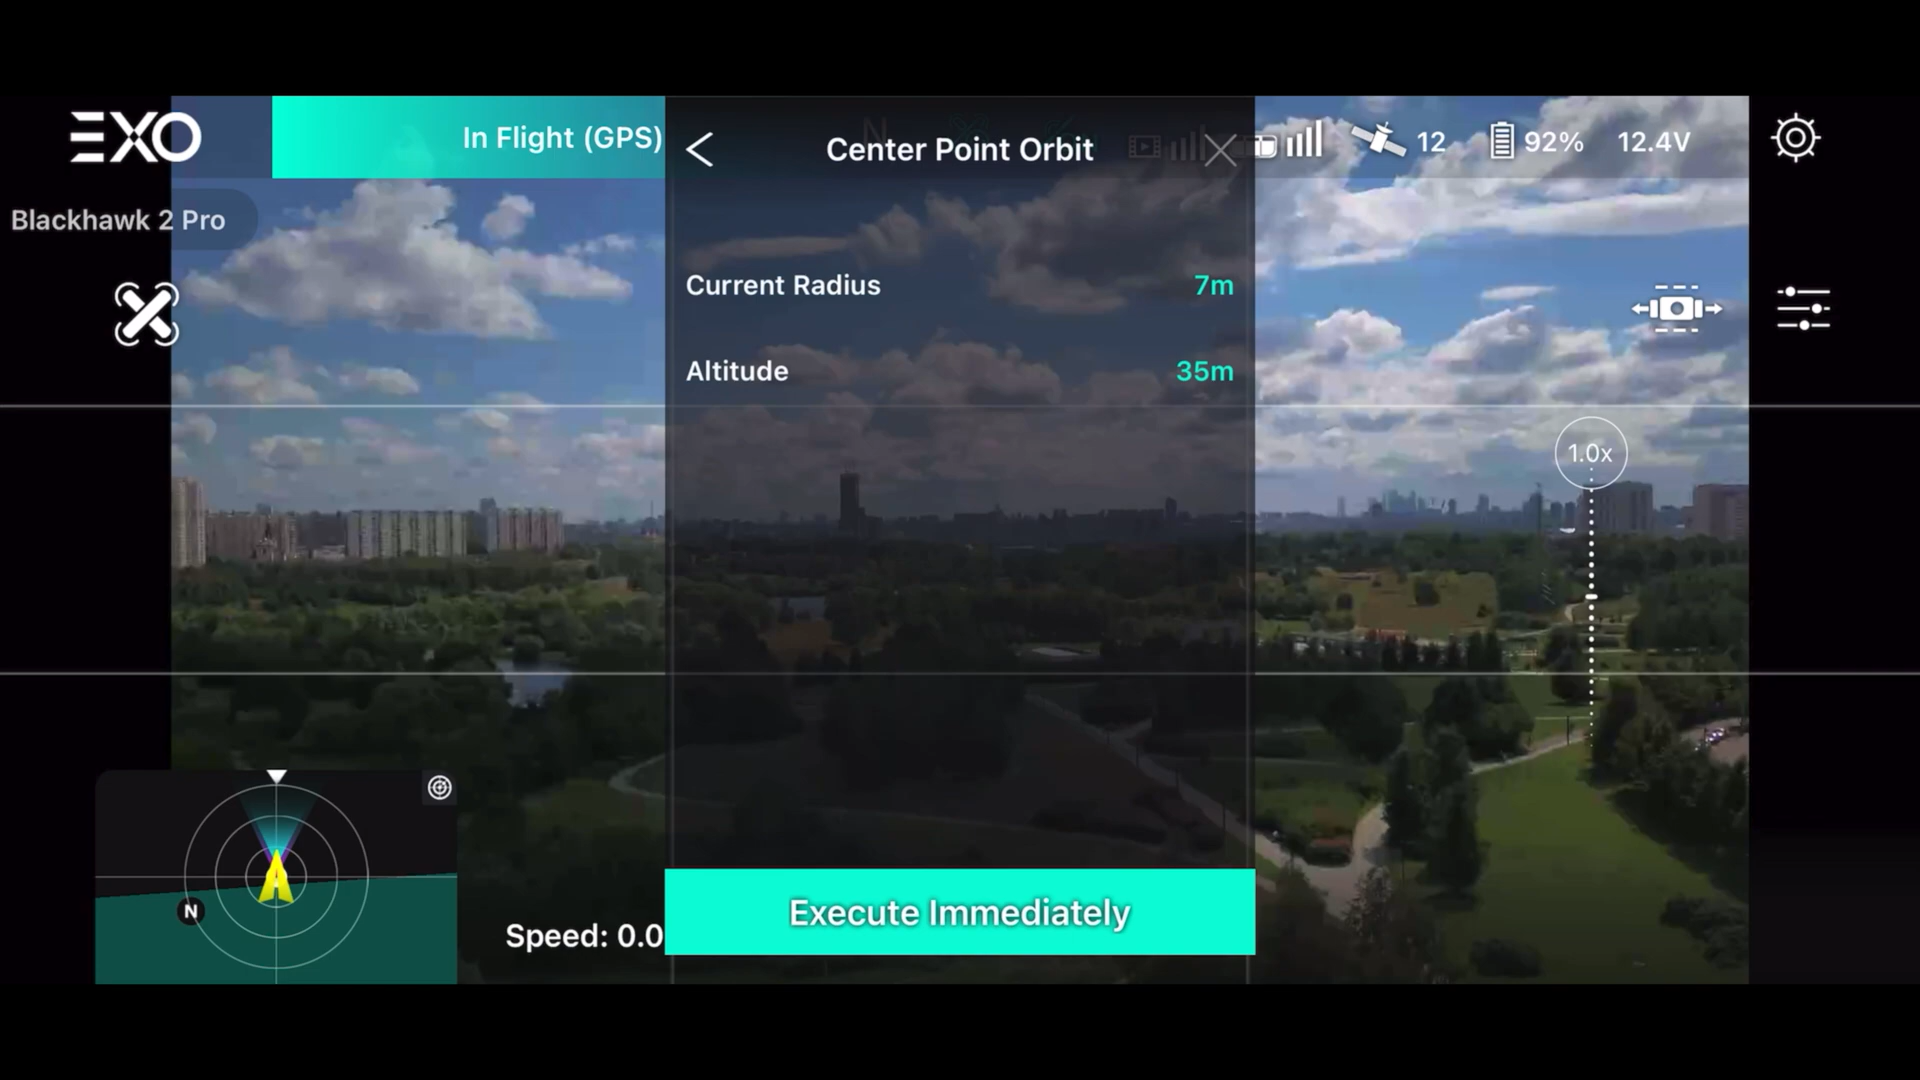 EXO
In Flight (GPS)
Center Point Orbit
12
92%
12.4V
Blackhawk 2 Pro
Current Radius
7m
Altitude
35m
1.0x
N
Speed: 0.0
Execute Immediately